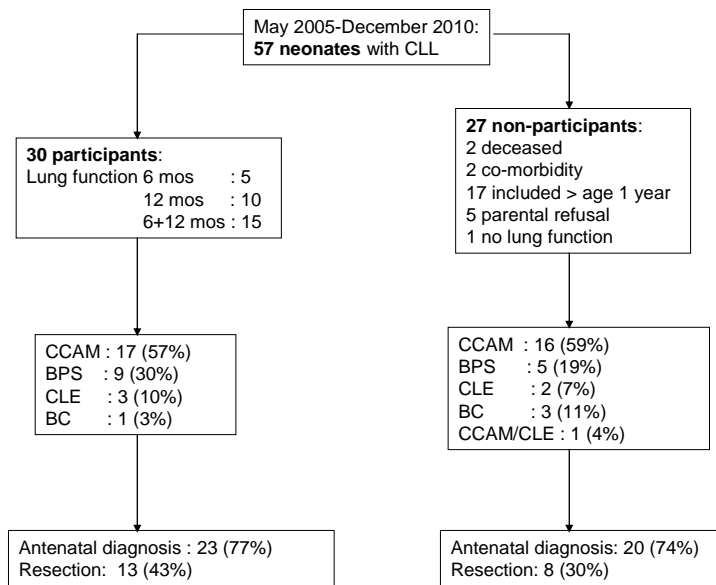 May 2005-December 2010:
57 neonates with CLL
30 participants:
Lung function 6 mos : 5
12 mos : 10
6+12 mos : 15
27 non-participants:
2 deceased
2 co-morbidity
17 included > age 1 year
5 parental refusal
1 no lung function
CCAM : 17 (57%)
BPS : 9 (30%)
CLE : 3 (10%)
BC : 1 (3%)
CCAM : 16 (59%)
BPS : 5 (19%)
CLE : 2 (7%)
BC : 3 (11%)
CCAM/CLE : 1 (4%)
Antenatal diagnosis : 23 (77%)
Resection: 13 (43%)
Antenatal diagnosis: 20 (74%)
Resection: 8 (30%)